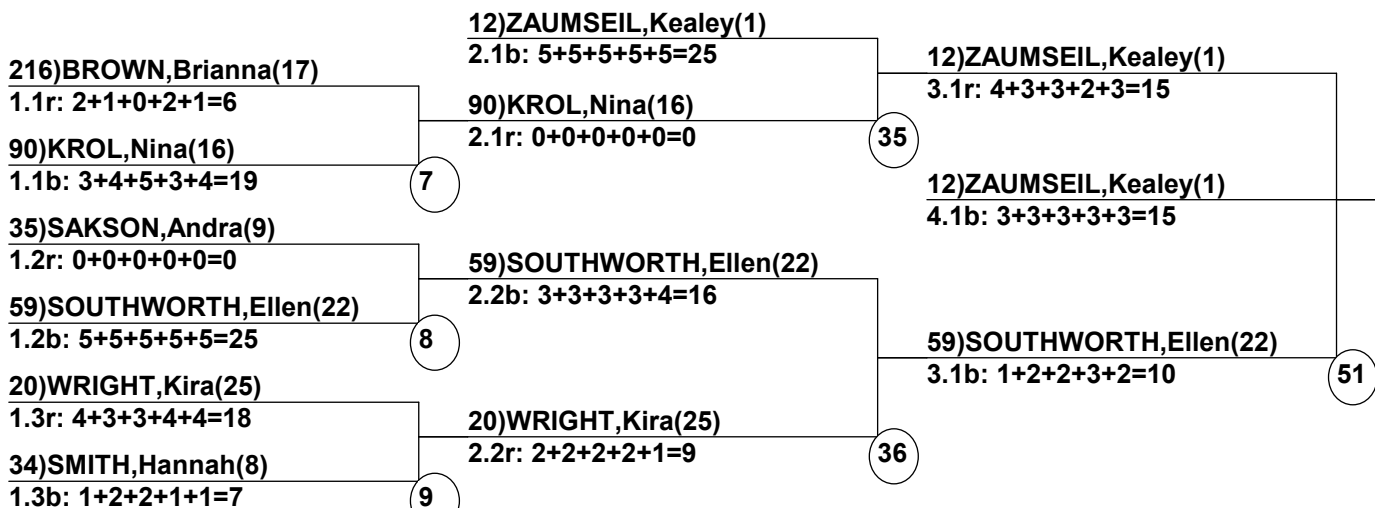 216)BROWN,Brianna(17)
1.1r: 2+1+0+2+1=6
90)KROL,Nina(16)
1.1b: 3+4+5+3+4=19
7
35)SAKSON,Andra(9)
1.2r: 0+0+0+0+0=0
59)SOUTHWORTH,Ellen(22)
1.2b: 5+5+5+5+5=25
8
20)WRIGHT,Kira(25)
1.3r: 4+3+3+4+4=18
34)SMITH,Hannah(8)
1.3b: 1+2+2+1+1=7
9
12)ZAUMSEIL,Kealey(1)
2.1b: 5+5+5+5+5=25
90)KROL,Nina(16)
2.1r: 0+0+0+0+0=0
35
59)SOUTHWORTH,Ellen(22)
2.2b: 3+3+3+3+4=16
20)WRIGHT,Kira(25)
2.2r: 2+2+2+2+1=9
36
12)ZAUMSEIL,Kealey(1)
3.1r: 4+3+3+2+3=15
12)ZAUMSEIL,Kealey(1)
4.1b: 3+3+3+3+3=15
59)SOUTHWORTH,Ellen(22)
3.1b: 1+2+2+3+2=10
51